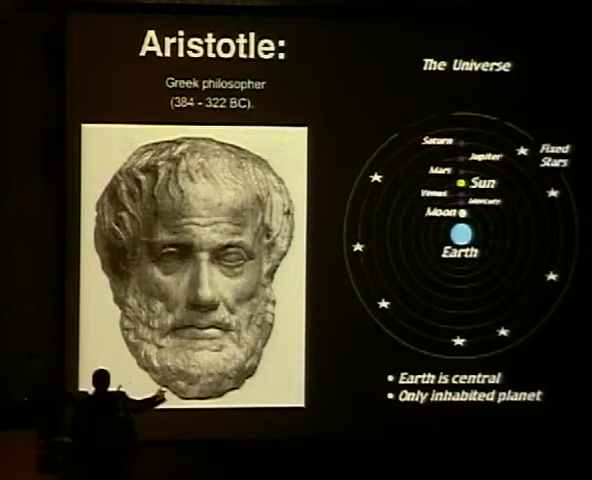 Aristotle:
Greek philosopher
(384 - 322 BC).
The Universe
Saturn
Jupiter
Fixed
Stars
Mars
Sun
Venus
Mercury
Moon
Earth
• Earth is central
• Only inhabited planet